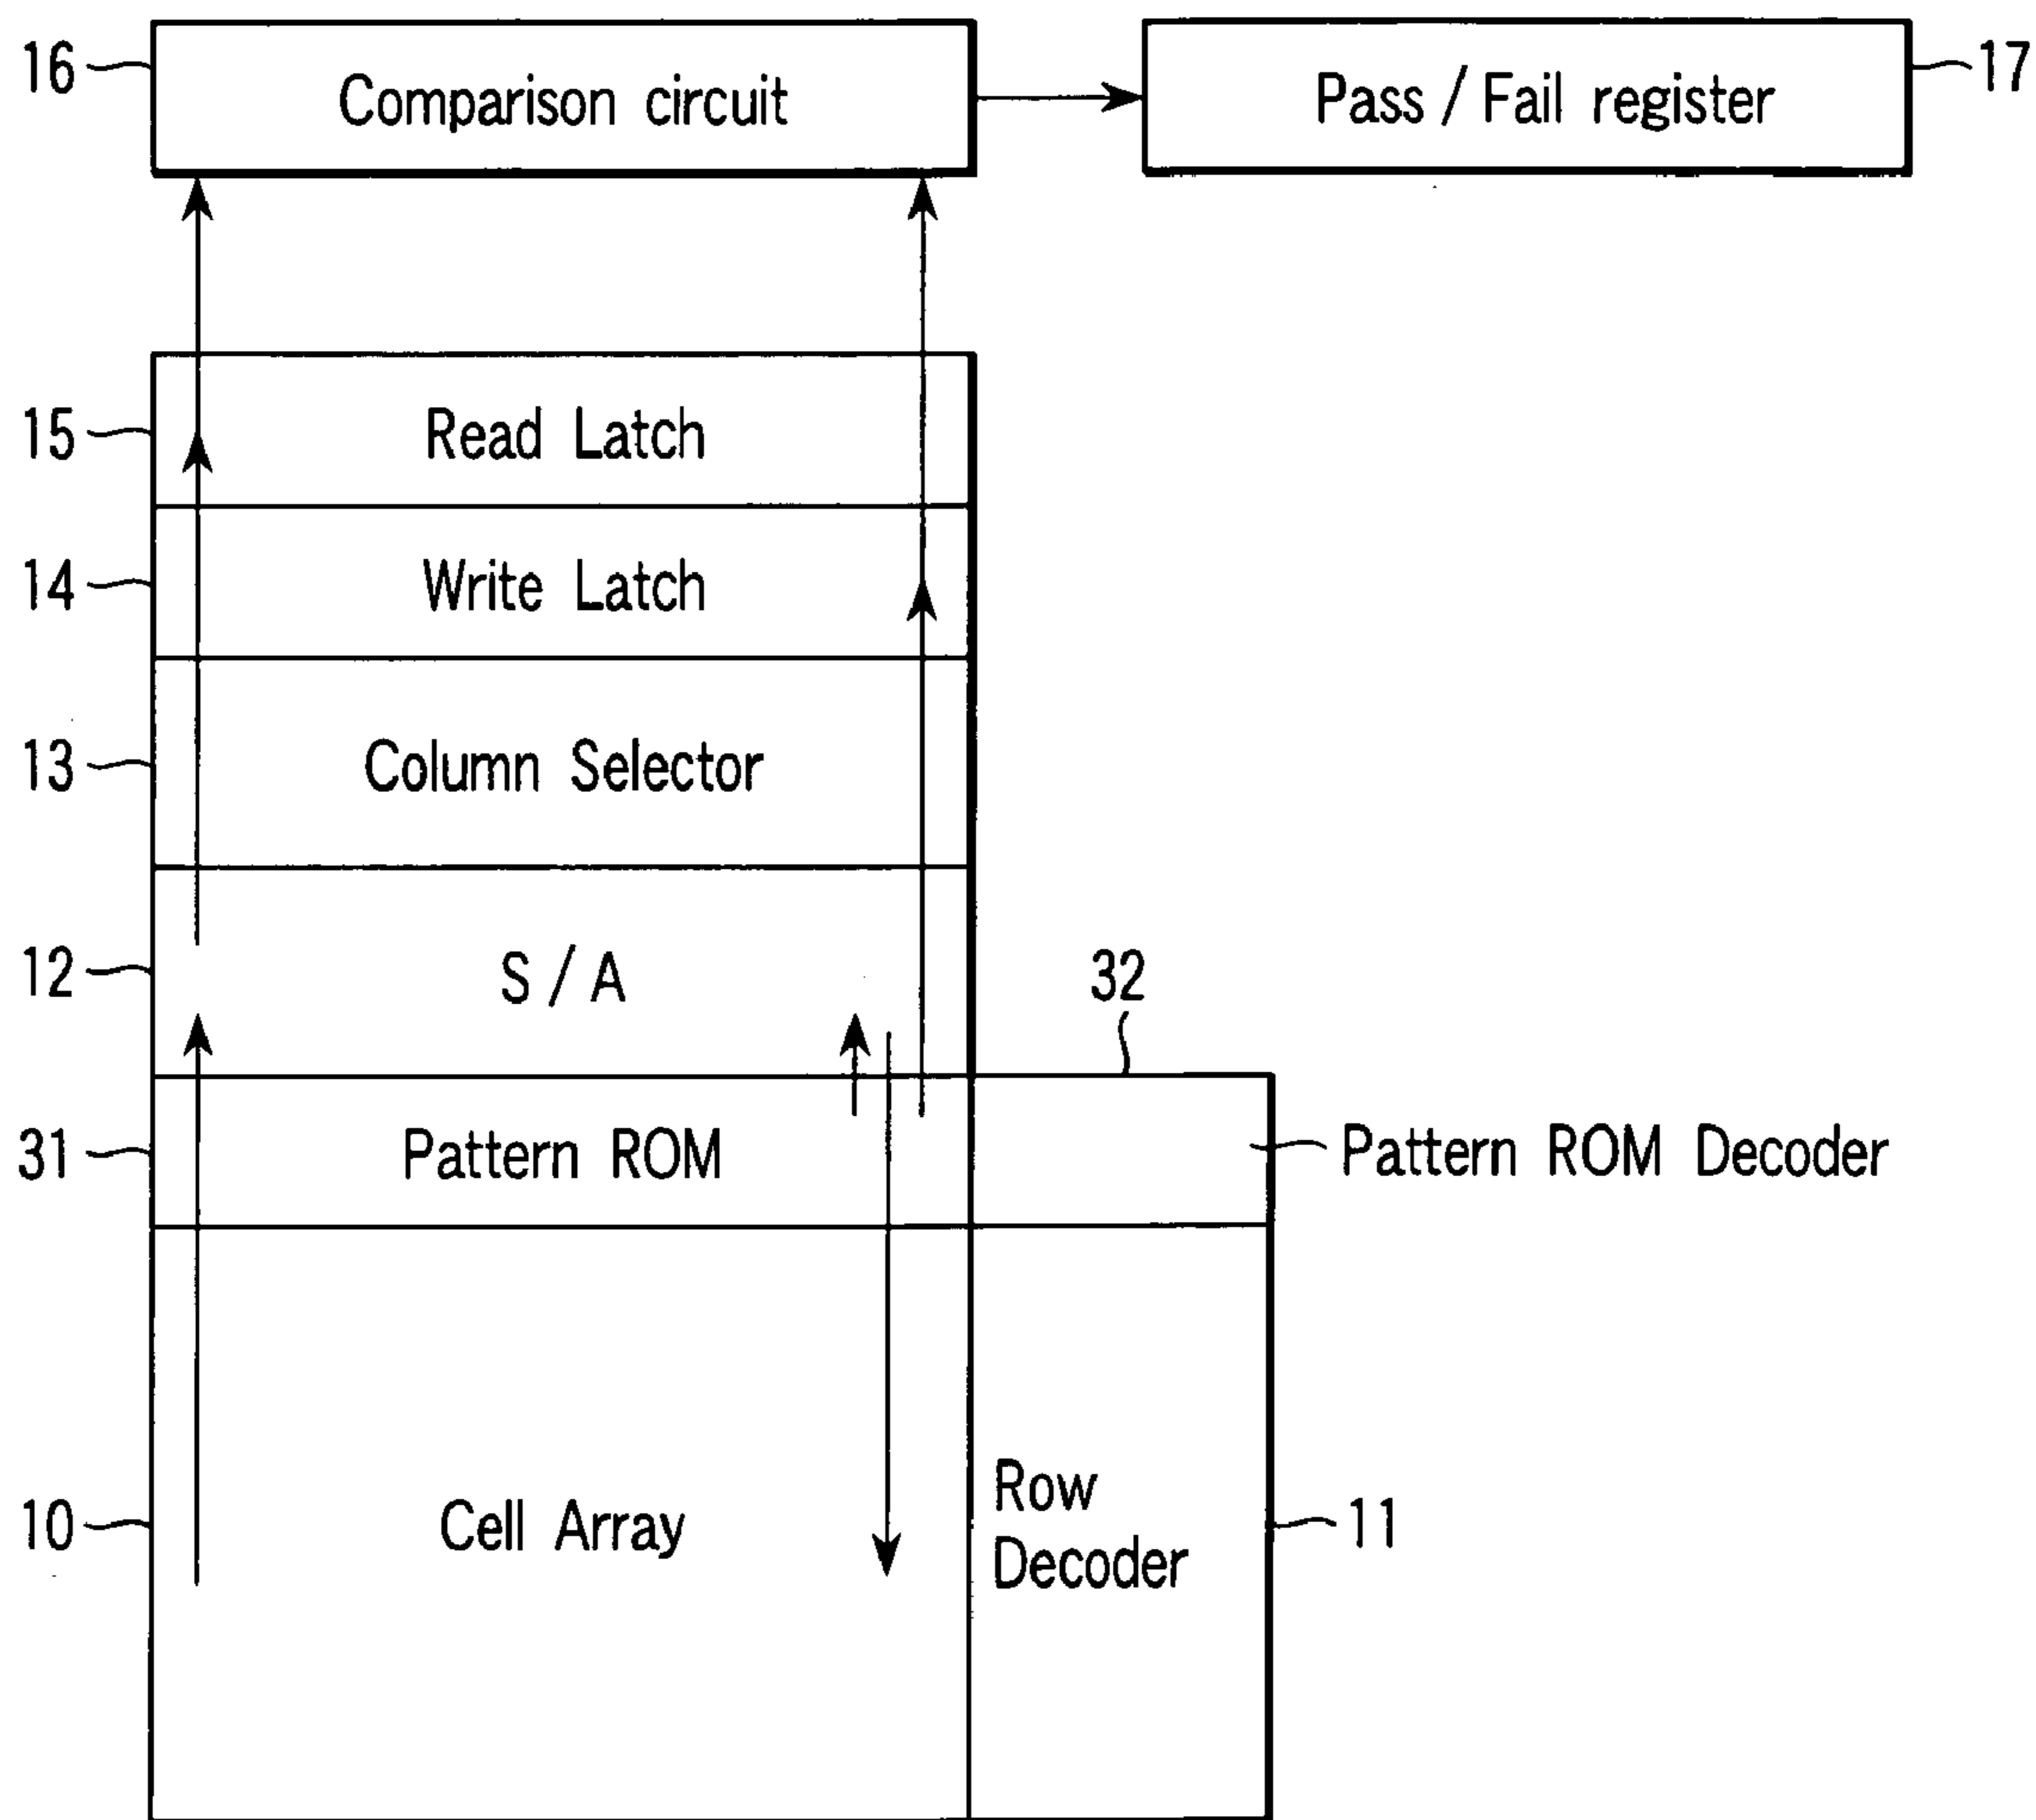 16
Comparison circuit
Pass / Fail register
17
15
Read Latch
14
Write Latch
13
Column Selector
12
S / A
32
31
Pattern ROM
Pattern ROM Decoder
10
Cell Array
Row
Decoder
11